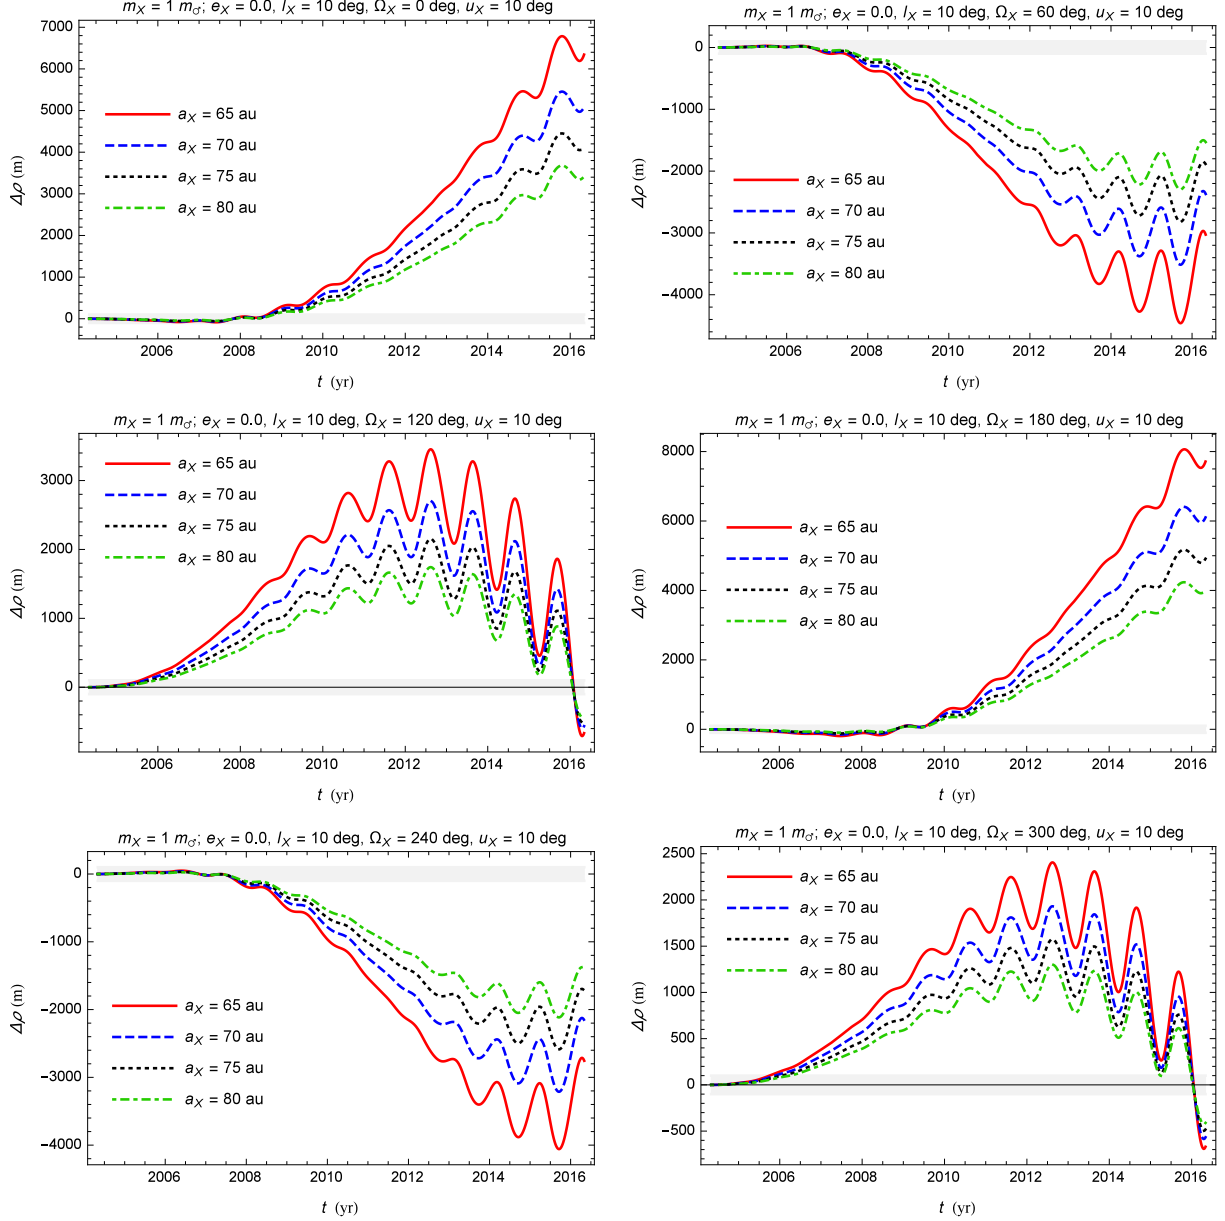 m_X = 1 m_♂; e_X = 0.0, I_X = 10 deg, Ω_X = 0 deg, u_X = 10 deg
7000
6000
5000
4000
3000
2000
1000
0
Δρ (m)
a_X = 65 au
a_X = 70 au
a_X = 75 au
a_X = 80 au
2006 2008 2010 2012 2014 2016
t (yr)
m_X = 1 m_♂; e_X = 0.0, I_X = 10 deg, Ω_X = 60 deg, u_X = 10 deg
0
−1000
−2000
−3000
−4000
Δρ (m)
a_X = 65 au
a_X = 70 au
a_X = 75 au
a_X = 80 au
2006 2008 2010 2012 2014 2016
t (yr)
m_X = 1 m_♂; e_X = 0.0, I_X = 10 deg, Ω_X = 120 deg, u_X = 10 deg
3000
2000
1000
0
Δρ (m)
a_X = 65 au
a_X = 70 au
a_X = 75 au
a_X = 80 au
2006 2008 2010 2012 2014 2016
t (yr)
m_X = 1 m_♂; e_X = 0.0, I_X = 10 deg, Ω_X = 180 deg, u_X = 10 deg
8000
6000
4000
2000
0
Δρ (m)
a_X = 65 au
a_X = 70 au
a_X = 75 au
a_X = 80 au
2006 2008 2010 2012 2014 2016
t (yr)
m_X = 1 m_♂; e_X = 0.0, I_X = 10 deg, Ω_X = 240 deg, u_X = 10 deg
0
−1000
−2000
−3000
−4000
Δρ (m)
a_X = 65 au
a_X = 70 au
a_X = 75 au
a_X = 80 au
2006 2008 2010 2012 2014 2016
t (yr)
m_X = 1 m_♂; e_X = 0.0, I_X = 10 deg, Ω_X = 300 deg, u_X = 10 deg
2500
2000
1500
1000
500
0
−500
Δρ (m)
a_X = 65 au
a_X = 70 au
a_X = 75 au
a_X = 80 au
2006 2008 2010 2012 2014 2016
t (yr)